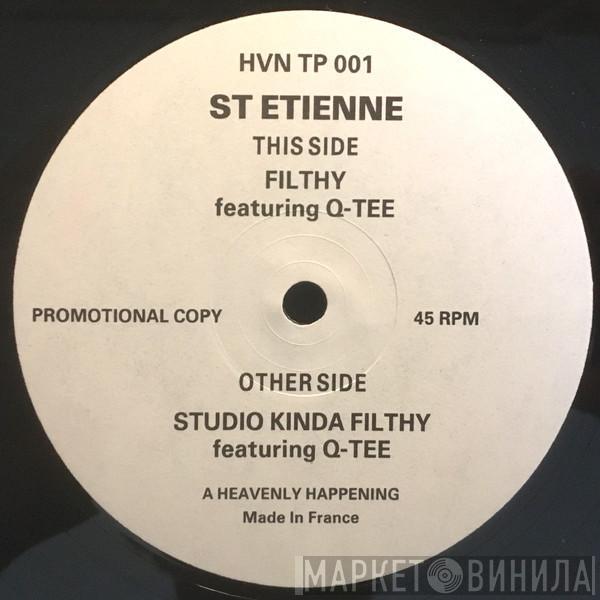 HVN TP 001
ST ETIENNE
THIS SIDE
FILTHY
featuring Q-TEE
PROMOTIONAL COPY
45 RPM
OTHER SIDE
STUDIO KINDA FILTHY
featuring Q-TEE
A HEAVENLY HAPPENING
Made In France
МАРКЕТ ВИНИЛА